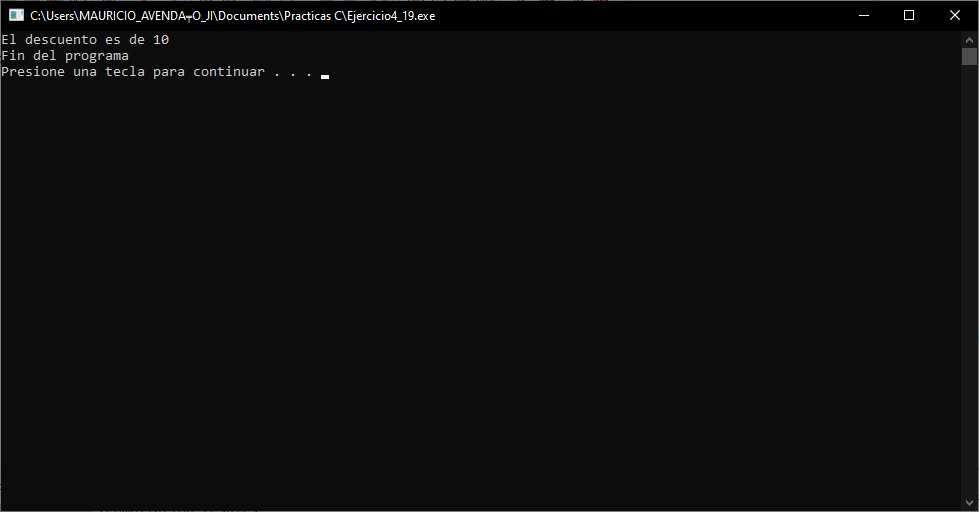 C:\Users\MAURICIO_AVENDA╤O_JI\Documents\Practicas C\Ejercicio4_19.exe
El descuento es de 10
Fin del programa
Presione una tecla para continuar . . .